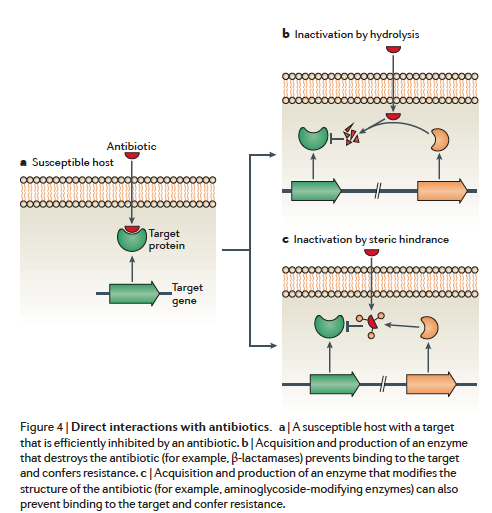 b Inactivation by hydrolysis
Antibiotic
a Susceptible host
Target
protein
Target
gene
c Inactivation by steric hindrance
Figure 4 | Direct interactions with antibiotics. a | A susceptible host with a target
that is efficiently inhibited by an antibiotic. b | Acquisition and production of an enzyme
that destroys the antibiotic (for example, β-lactamases) prevents binding to the target
and confers resistance. c | Acquisition and production of an enzyme that modifies the
structure of the antibiotic (for example, aminoglycoside-modifying enzymes) can also
prevent binding to the target and confer resistance.